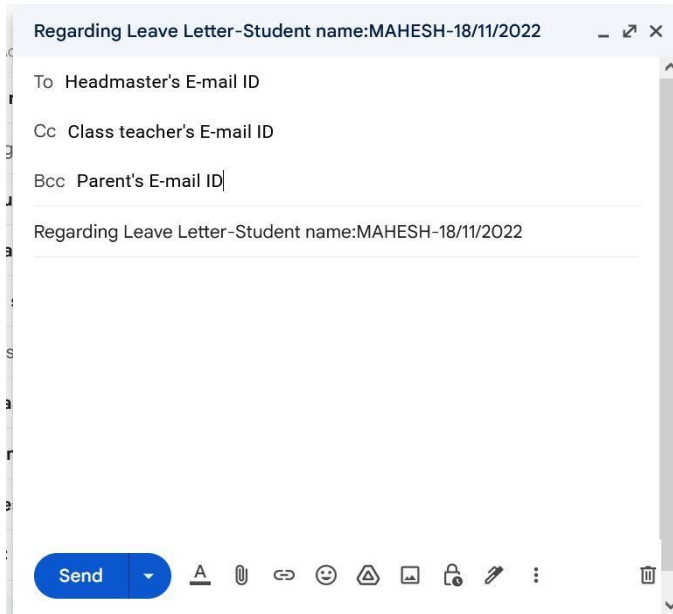 Regarding Leave Letter-Student name:MAHESH-18/11/2022
To Headmaster's E-mail ID
Cc Class teacher's E-mail ID
Bcc Parent's E-mail ID
Regarding Leave Letter-Student name:MAHESH-18/11/2022
Send